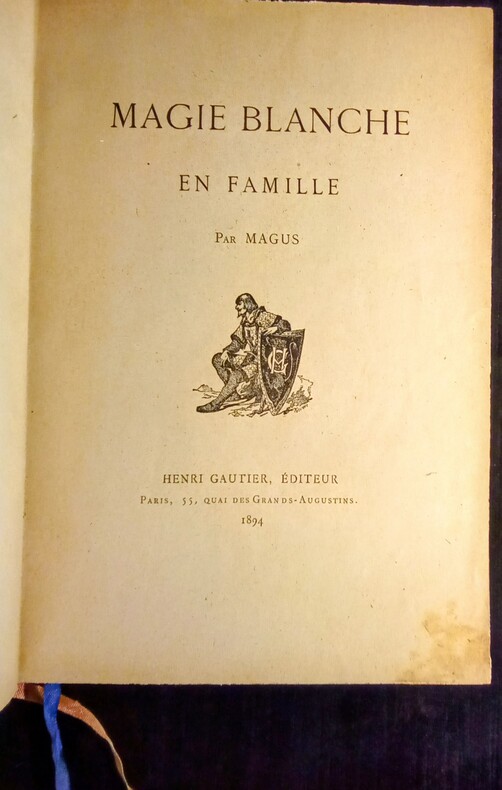 MAGIE BLANCHE
EN FAMILLE
Par MAGUS
HENRI GAUTIER, ÉDITEUR
Paris, 55, quai des Grands-Augustins.
1894